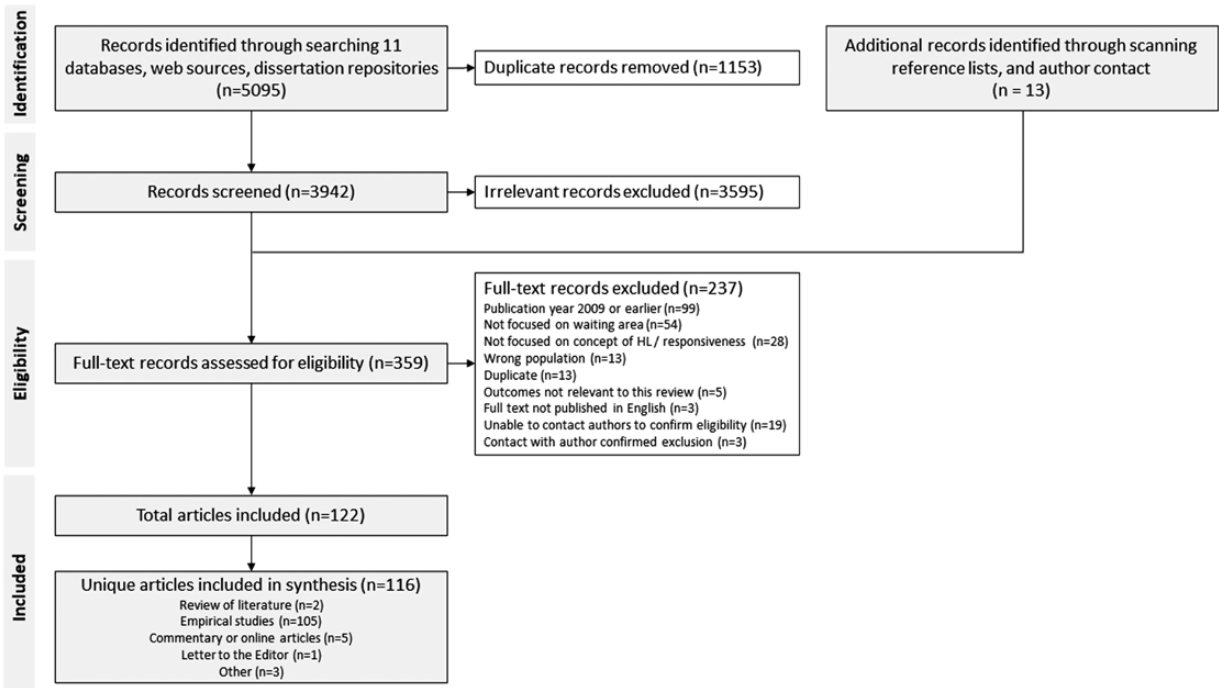 Identification
Records identified through searching 11
databases, web sources, dissertation repositories
(n=5095)
Duplicate records removed (n=1153)
Additional records identified through scanning
reference lists, and author contact
(n = 13)
Screening
Records screened (n=3942)
Irrelevant records excluded (n=3595)
Eligibility
Full-text records assessed for eligibility (n=359)
Full-text records excluded (n=237)
Publication year 2009 or earlier (n=99)
Not focused on waiting area (n=54)
Not focused on concept of HL / responsiveness (n=28)
Wrong population (n=13)
Duplicate (n=13)
Outcomes not relevant to this review (n=5)
Full text not published in English (n=3)
Unable to contact authors to confirm eligibility (n=19)
Contact with author confirmed exclusion (n=3)
Included
Total articles included (n=122)
Unique articles included in synthesis (n=116)
Review of literature (n=2)
Empirical studies (n=105)
Commentary or online articles (n=5)
Letter to the Editor (n=1)
Other (n=3)